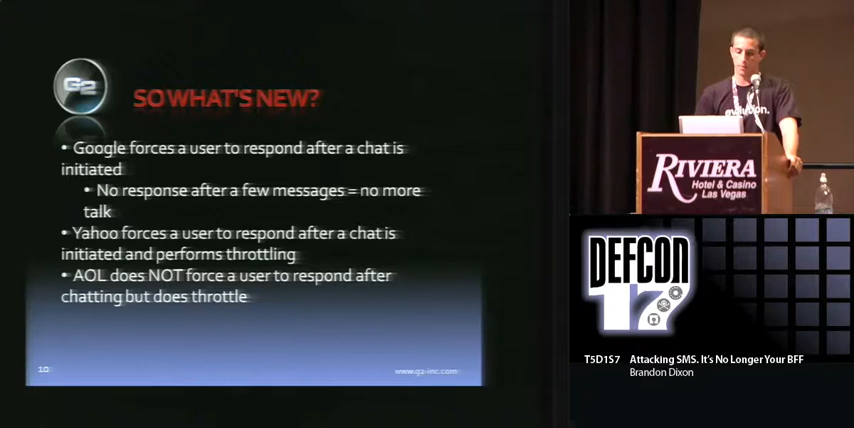 G2
SO WHAT'S NEW?
• Google forces a user to respond after a chat is
initiated
• No response after a few messages = no more
talk
• Yahoo forces a user to respond after a chat is
initiated and performs throttling
• AOL does NOT force a user to respond after
chatting but does throttle
10
www.g2-inc.com
evolution.
RIVIERA
Hotel & Casino
Las Vegas
DEFCON
17
T5D1S7 Attacking SMS. It's No Longer Your BFF
Brandon Dixon